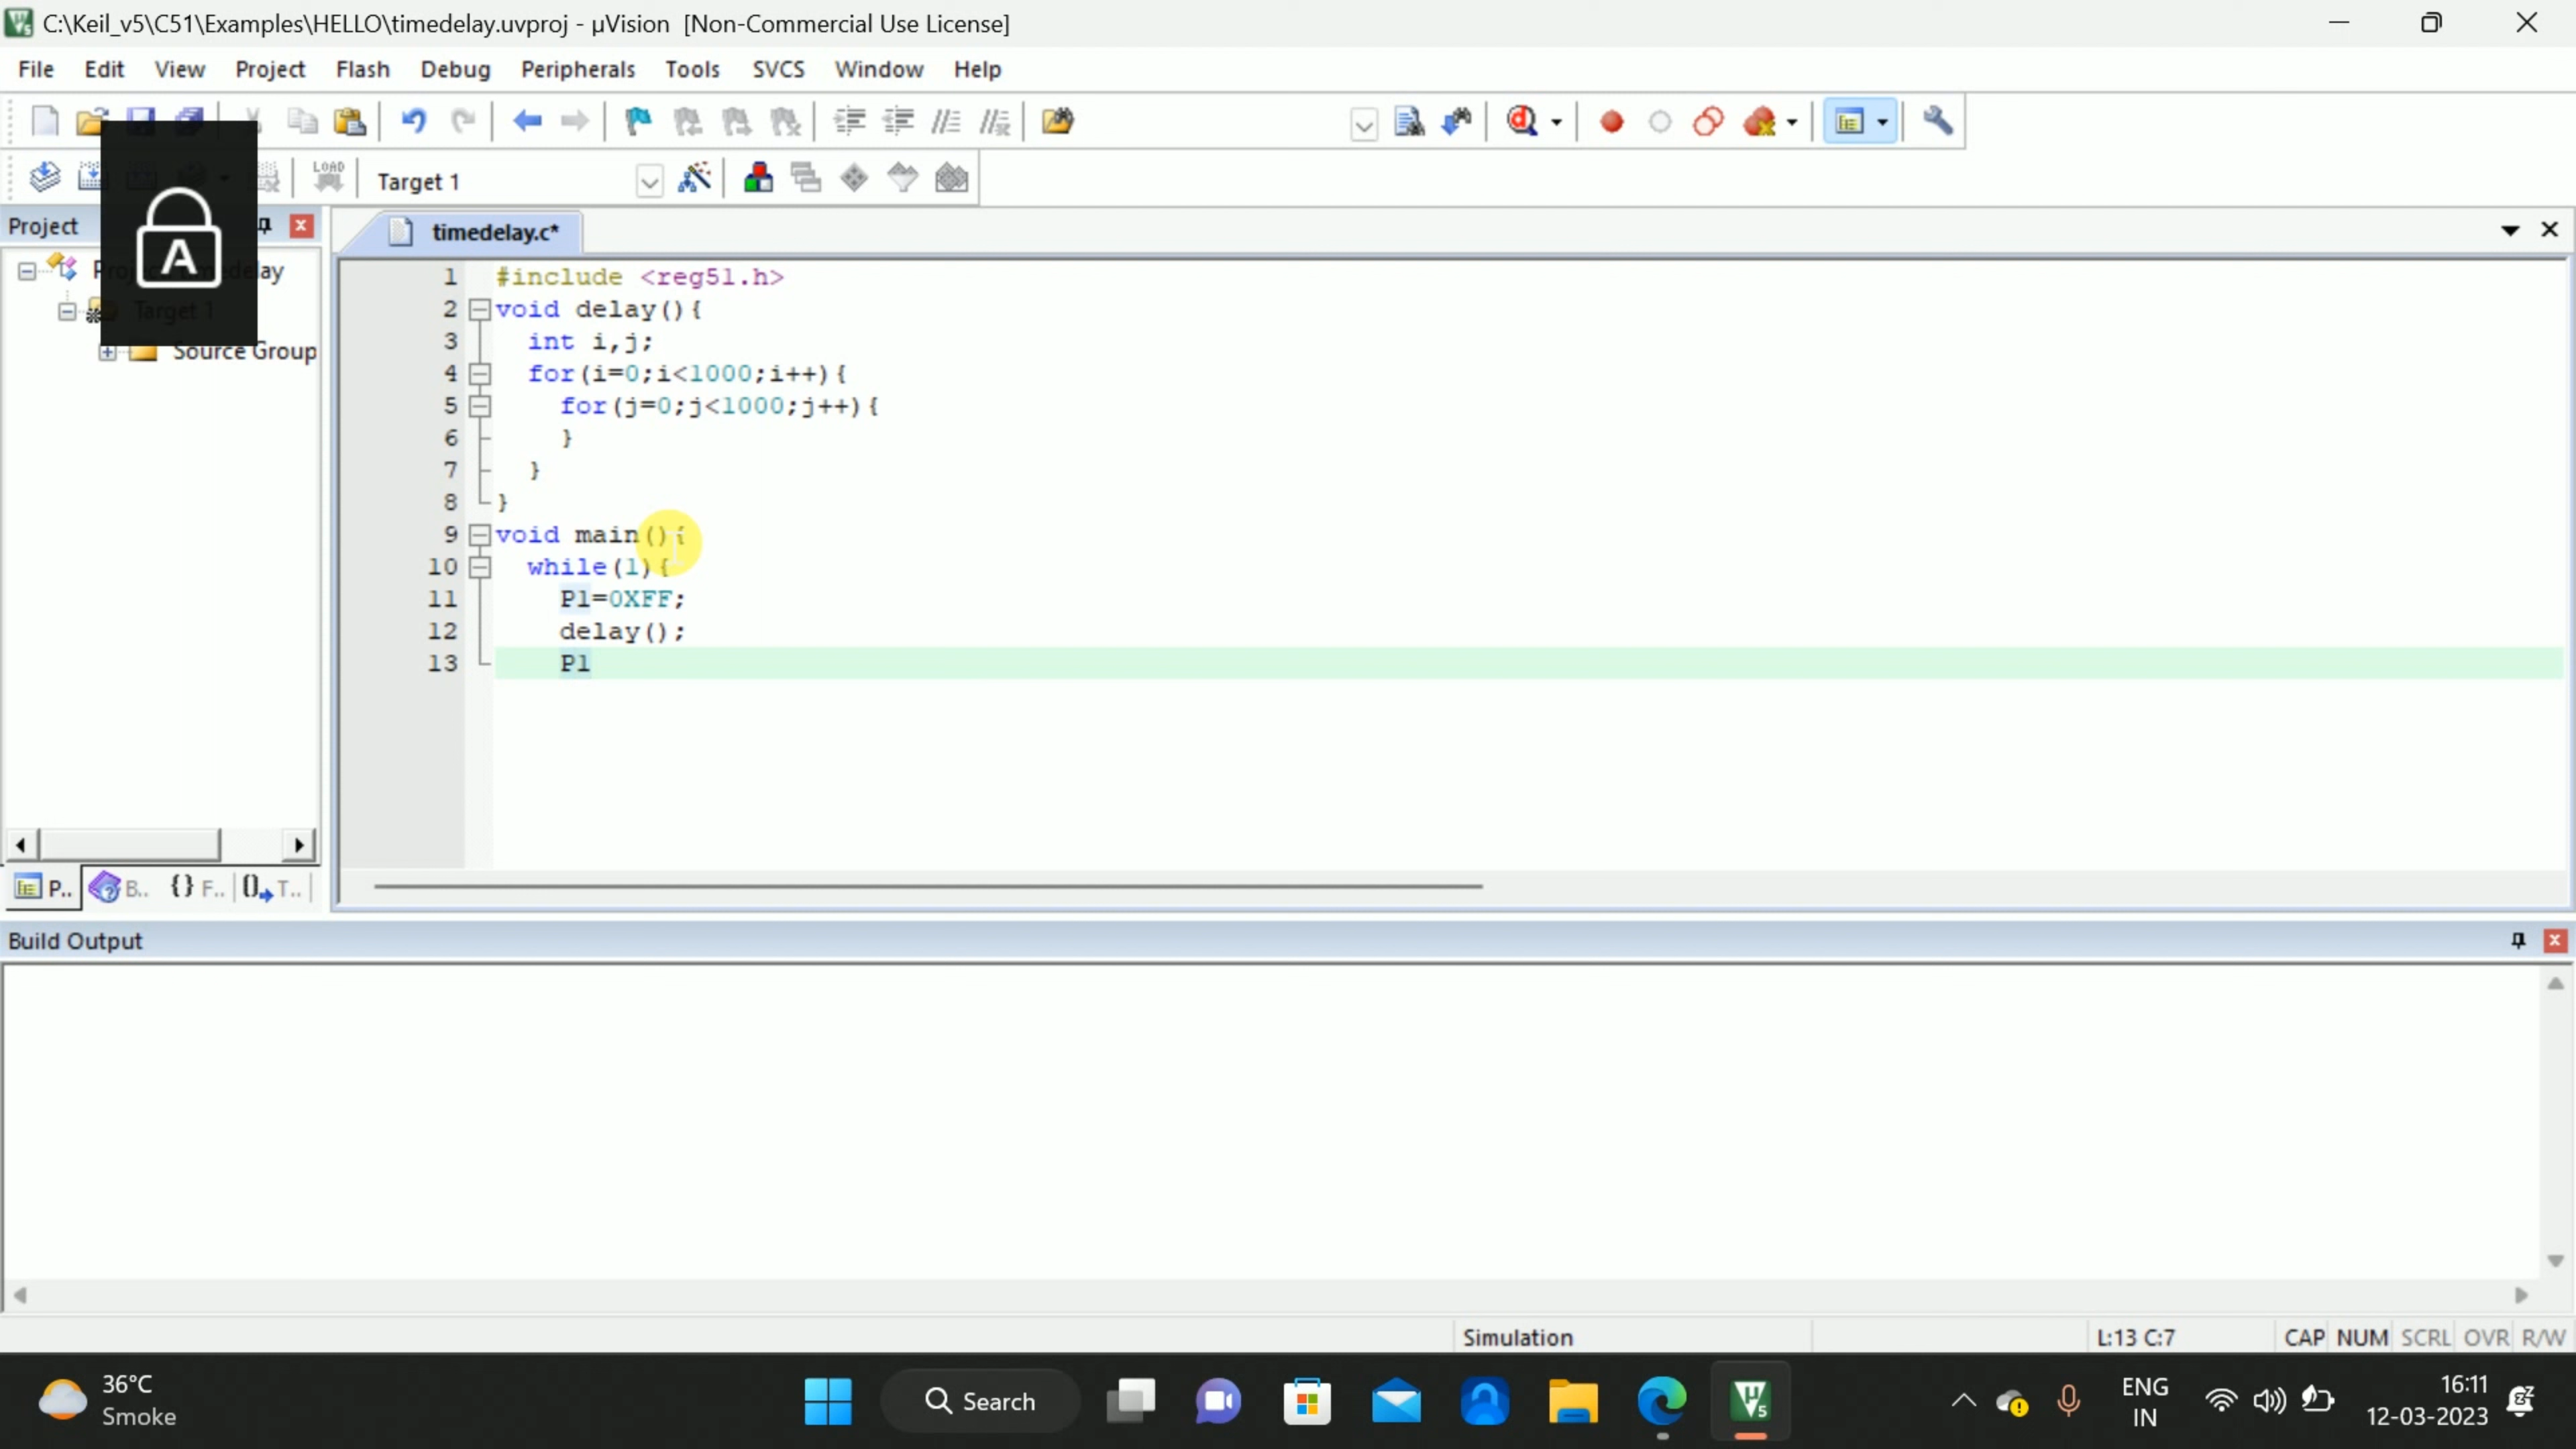 C:\Keil_v5\C51\Examples\HELLO\timedelay.uvproj - µVision [Non-Commercial Use License]
File Edit View Project Flash Debug Peripherals Tools SVCS Window Help
LOAD Target 1
Project
A
timedelay.c*
Target 1
Source Group
1 #include <reg51.h>
2 void delay(){
3 int i,j;
4 for(i=0;i<1000;i++){
5 for(j=0;j<1000;j++){
6 }
7 }
8 }
9 void main(){
10 while(1){
11 P1=0XFF;
12 delay();
13 P1
P.. B.. {} F.. T..
Build Output
Simulation L:13 C:7 CAP NUM SCRL OVR R/W
36°C
Smoke
Search
ENG
IN
16:11
12-03-2023